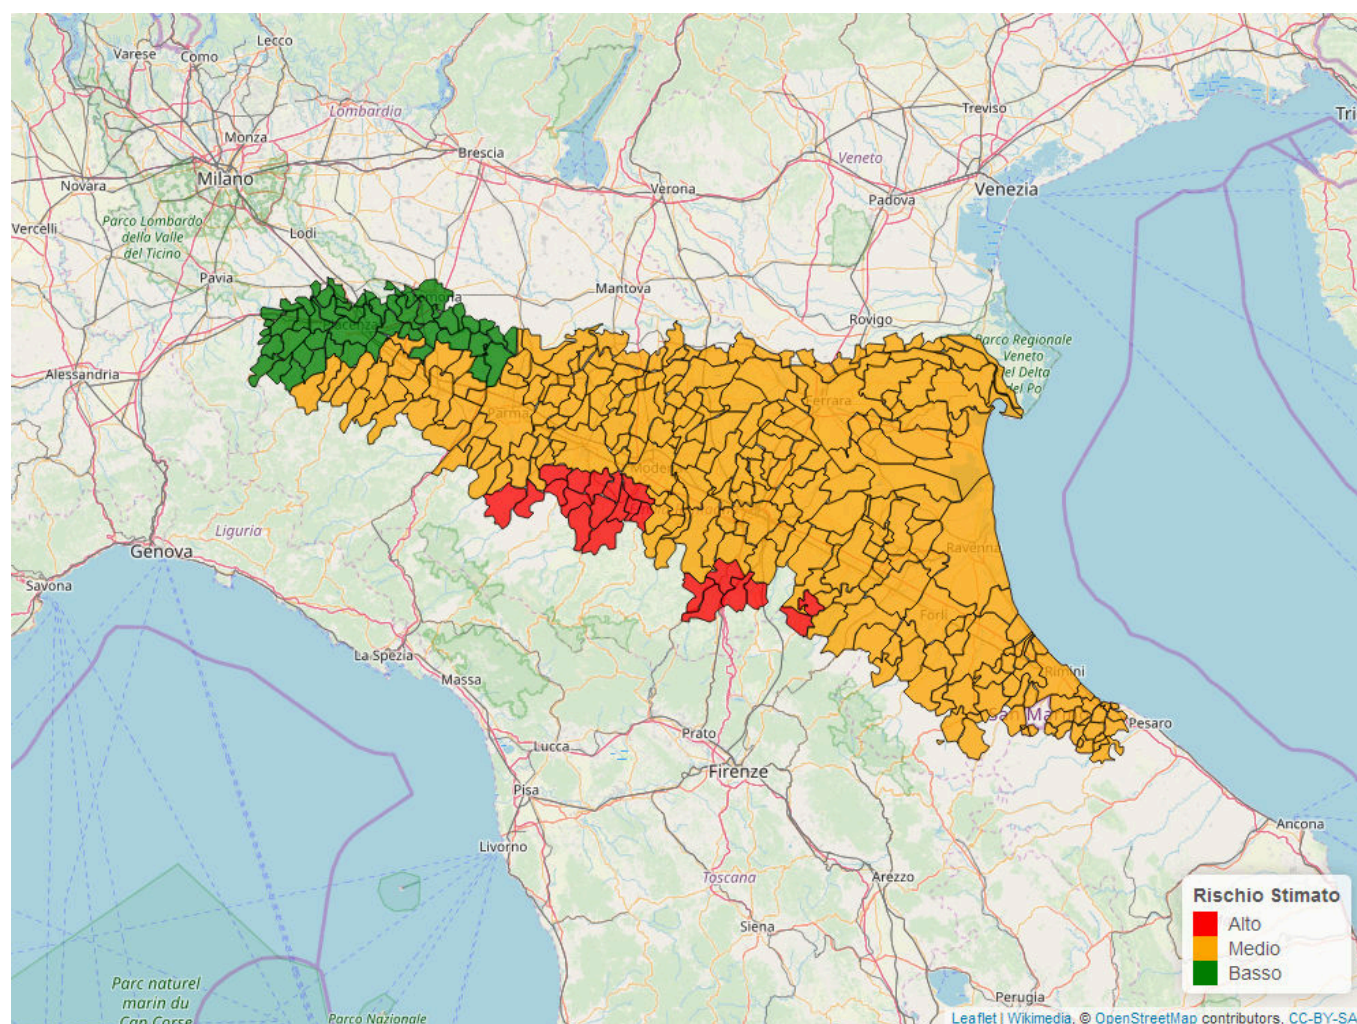 Lecco
Varese
Como
Lombardia
Treviso
Tri
Monza
Brescia
Veneto
Milano
Novara
Verona
Venezia
Padova
Parco Lombardo
della Valle
del Ticino
Vercelli
Lodi
Pavia
Mantova
Rovigo
Parco Regionale
Veneto
del Delta
del Po
Alessandria
Ferrara
Parma
Liguria
Genova
Ravenna
Savona
Forlì
La Spezia
Massa
Rimini
Pesaro
Prato
Lucca
Firenze
Pisa
Ancona
Livorno
Toscana
Arezzo
Siena
Perugia
Parc naturel
marin du
Cap Corse
Parco Nazionale
Rischio Stimato
Alto
Medio
Basso
Leaflet | Wikimedia, © OpenStreetMap contributors, CC-BY-SA